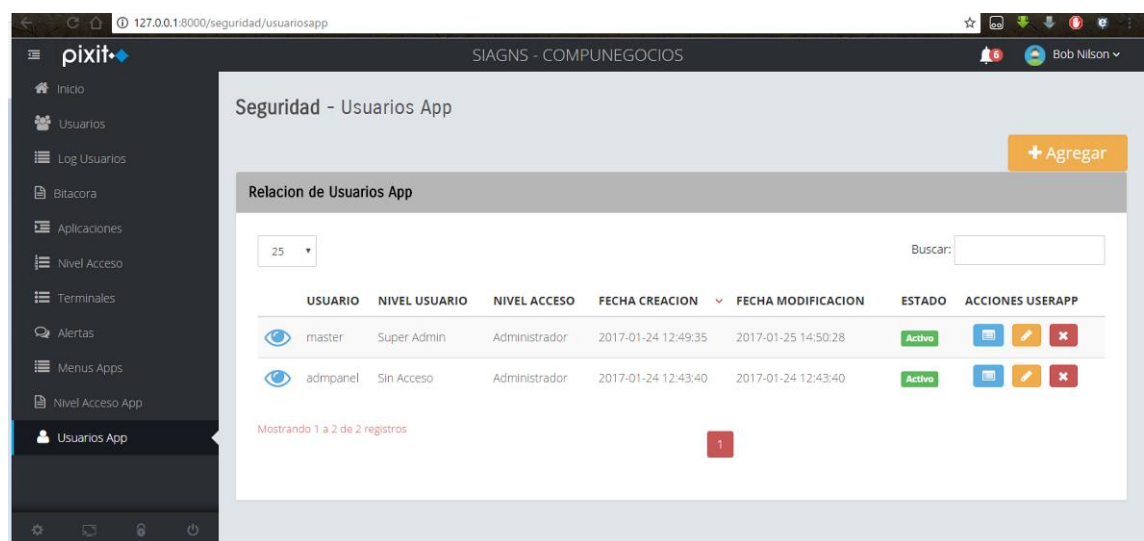 127.0.0.1:8000/seguridad/usuariosapp
pixit
SIAGNS - COMPUNEGOCIOS
6
Bob Nilson
Inicio
Usuarios
Log Usuarios
Bitacora
Aplicaciones
Nivel Acceso
Terminales
Alertas
Menus Apps
Nivel Acceso App
Usuarios App
Seguridad - Usuarios App
+ Agregar
Relacion de Usuarios App
25
Buscar:
USUARIO NIVEL USUARIO NIVEL ACCESO FECHA CREACION FECHA MODIFICACION ESTADO ACCIONES USERAPP
master Super Admin Administrador 2017-01-24 12:49:35 2017-01-25 14:50:28 Activo
admpanel Sin Acceso Administrador 2017-01-24 12:43:40 2017-01-24 12:43:40 Activo
Mostrando 1 a 2 de 2 registros
1